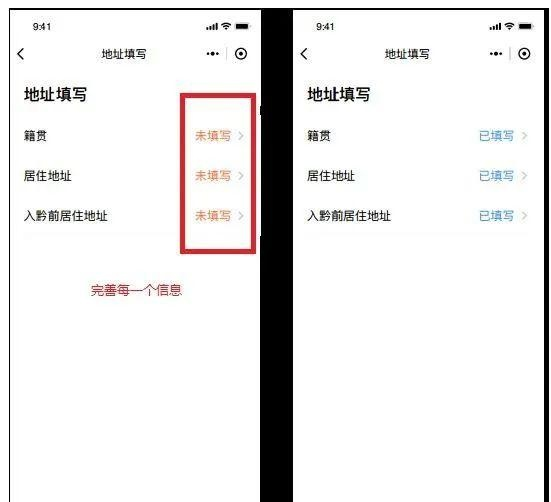 9:41
地址填写
地址填写
籍贯 未填写
居住地址 未填写
入黔前居住地址 未填写
完善每一个信息
9:41
地址填写
地址填写
籍贯 已填写
居住地址 已填写
入黔前居住地址 已填写